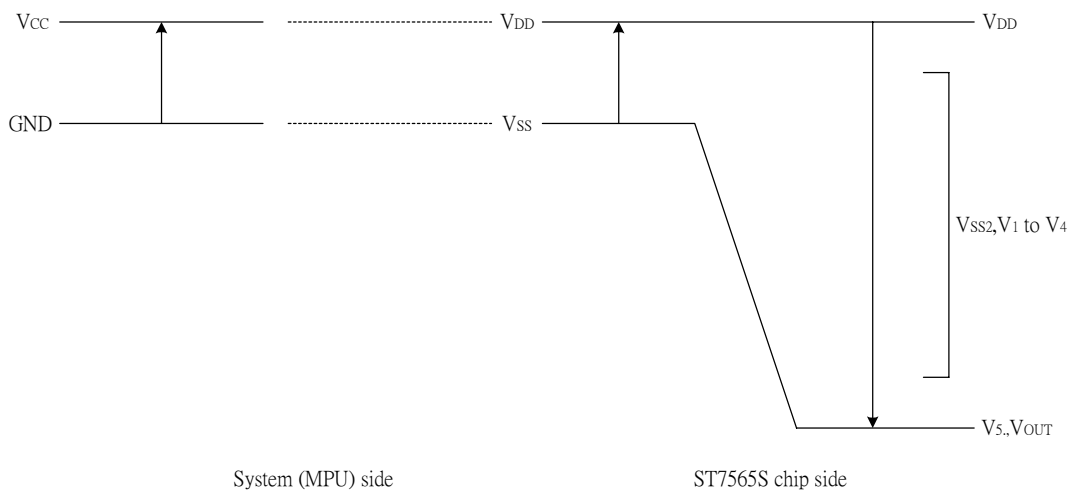 VCC VDD VDD
GND VSS
VSS2,V1 to V4
V5.,VOUT
System (MPU) side ST7565S chip side